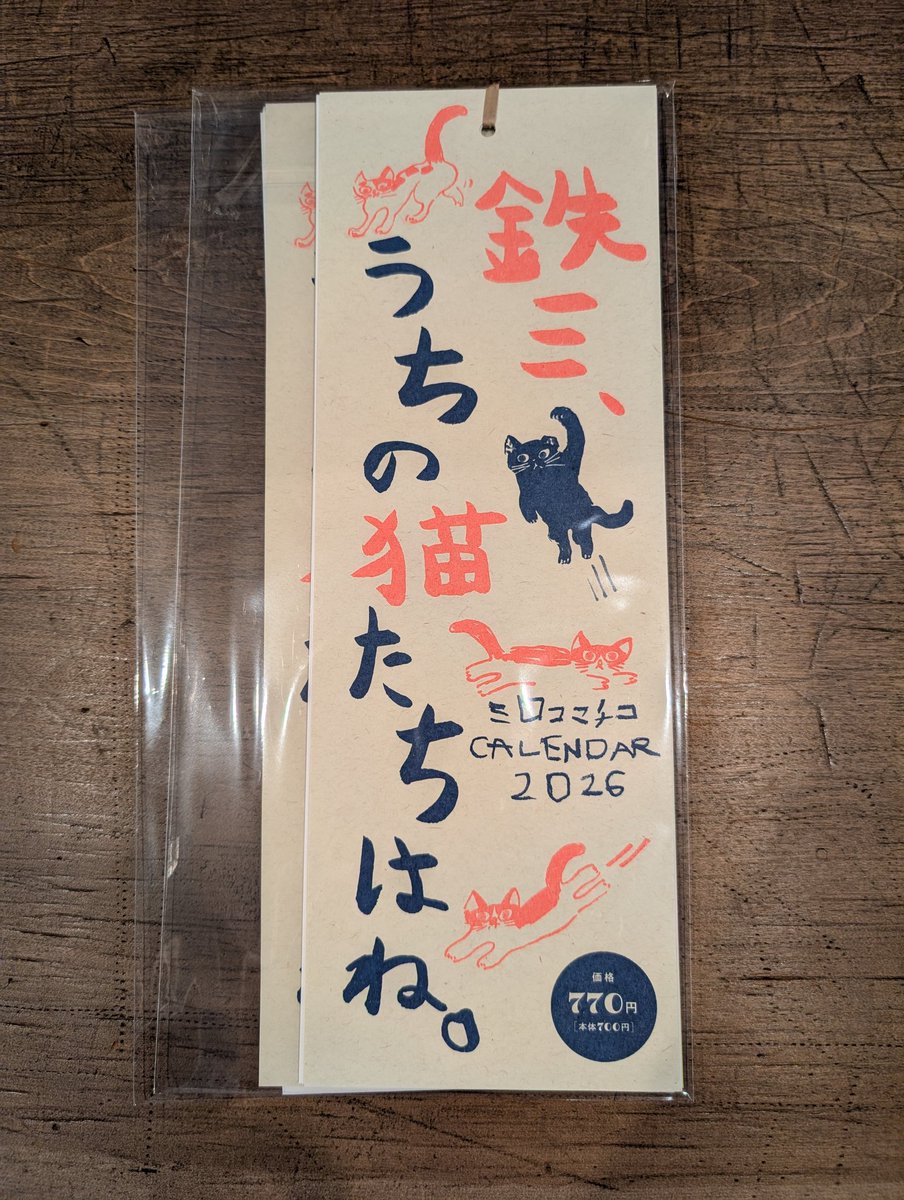 鉄三、
うちの猫たちはね。
ミロコマチコ
CALENDAR
2026
価格
770円
[本体700円]